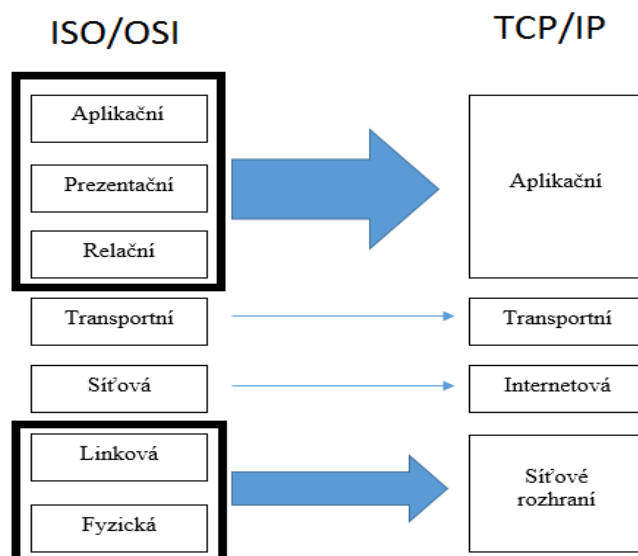 ISO/OSI
TCP/IP
Aplikační
Prezentační
Relační
Transportní
Síťová
Linková
Fyzická
Aplikační
Transportní
Internetová
Síťové
rozhraní